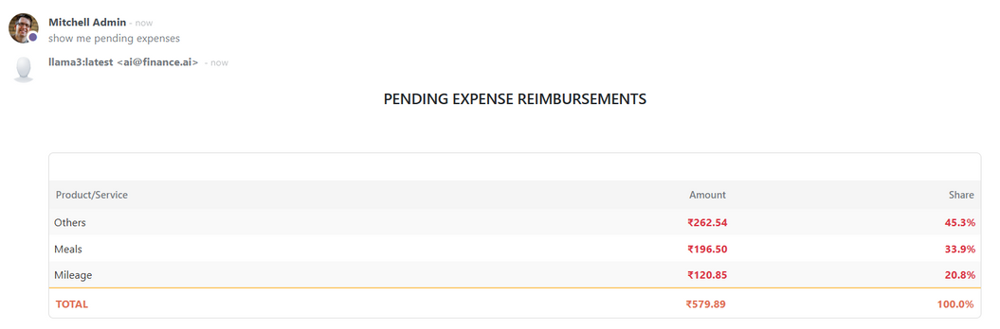 Mitchell Admin - now
show me pending expenses
llama3:latest <ai@finance.ai> - now
PENDING EXPENSE REIMBURSEMENTS
Product/Service Amount Share
Others ₹262.54 45.3%
Meals ₹196.50 33.9%
Mileage ₹120.85 20.8%
TOTAL ₹579.89 100.0%